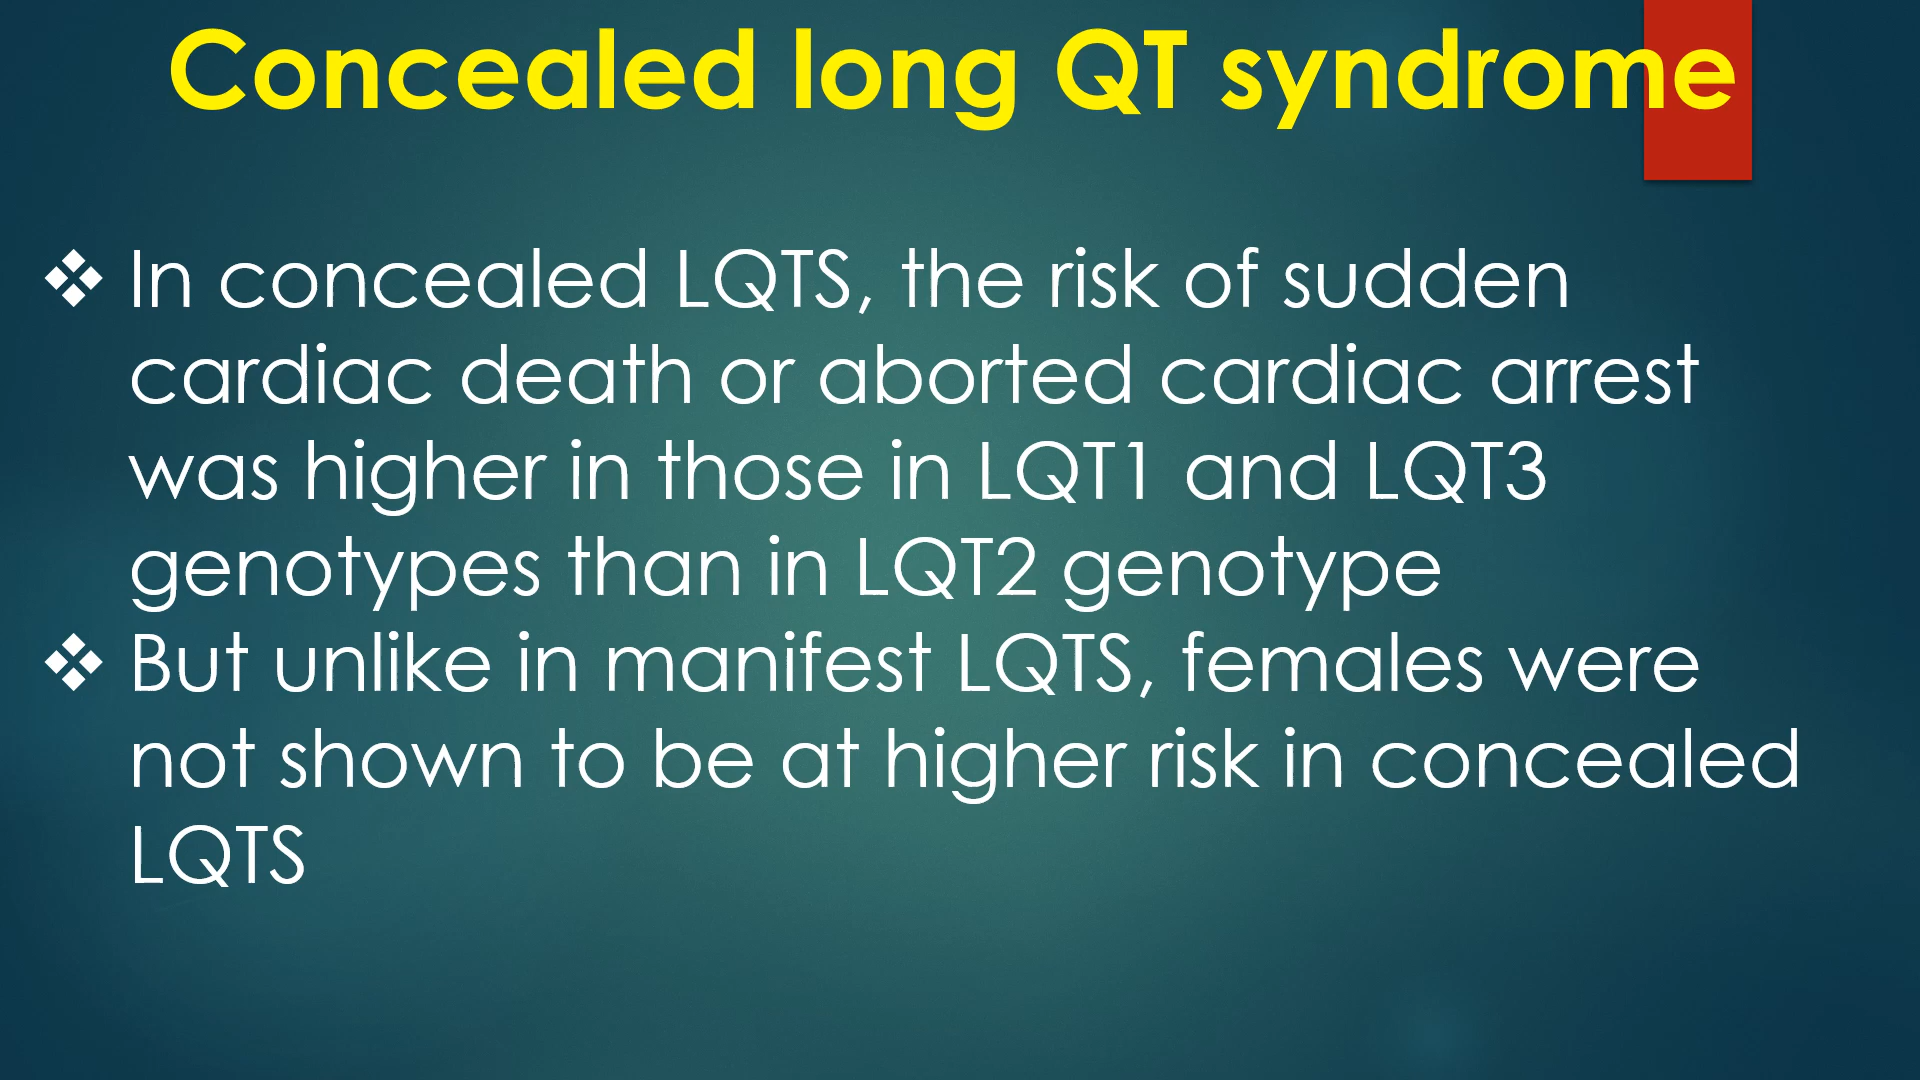 Concealed long QT syndrome
❖ In concealed LQTS, the risk of sudden
cardiac death or aborted cardiac arrest
was higher in those in LQT1 and LQT3
genotypes than in LQT2 genotype
❖ But unlike in manifest LQTS, females were
not shown to be at higher risk in concealed
LQTS